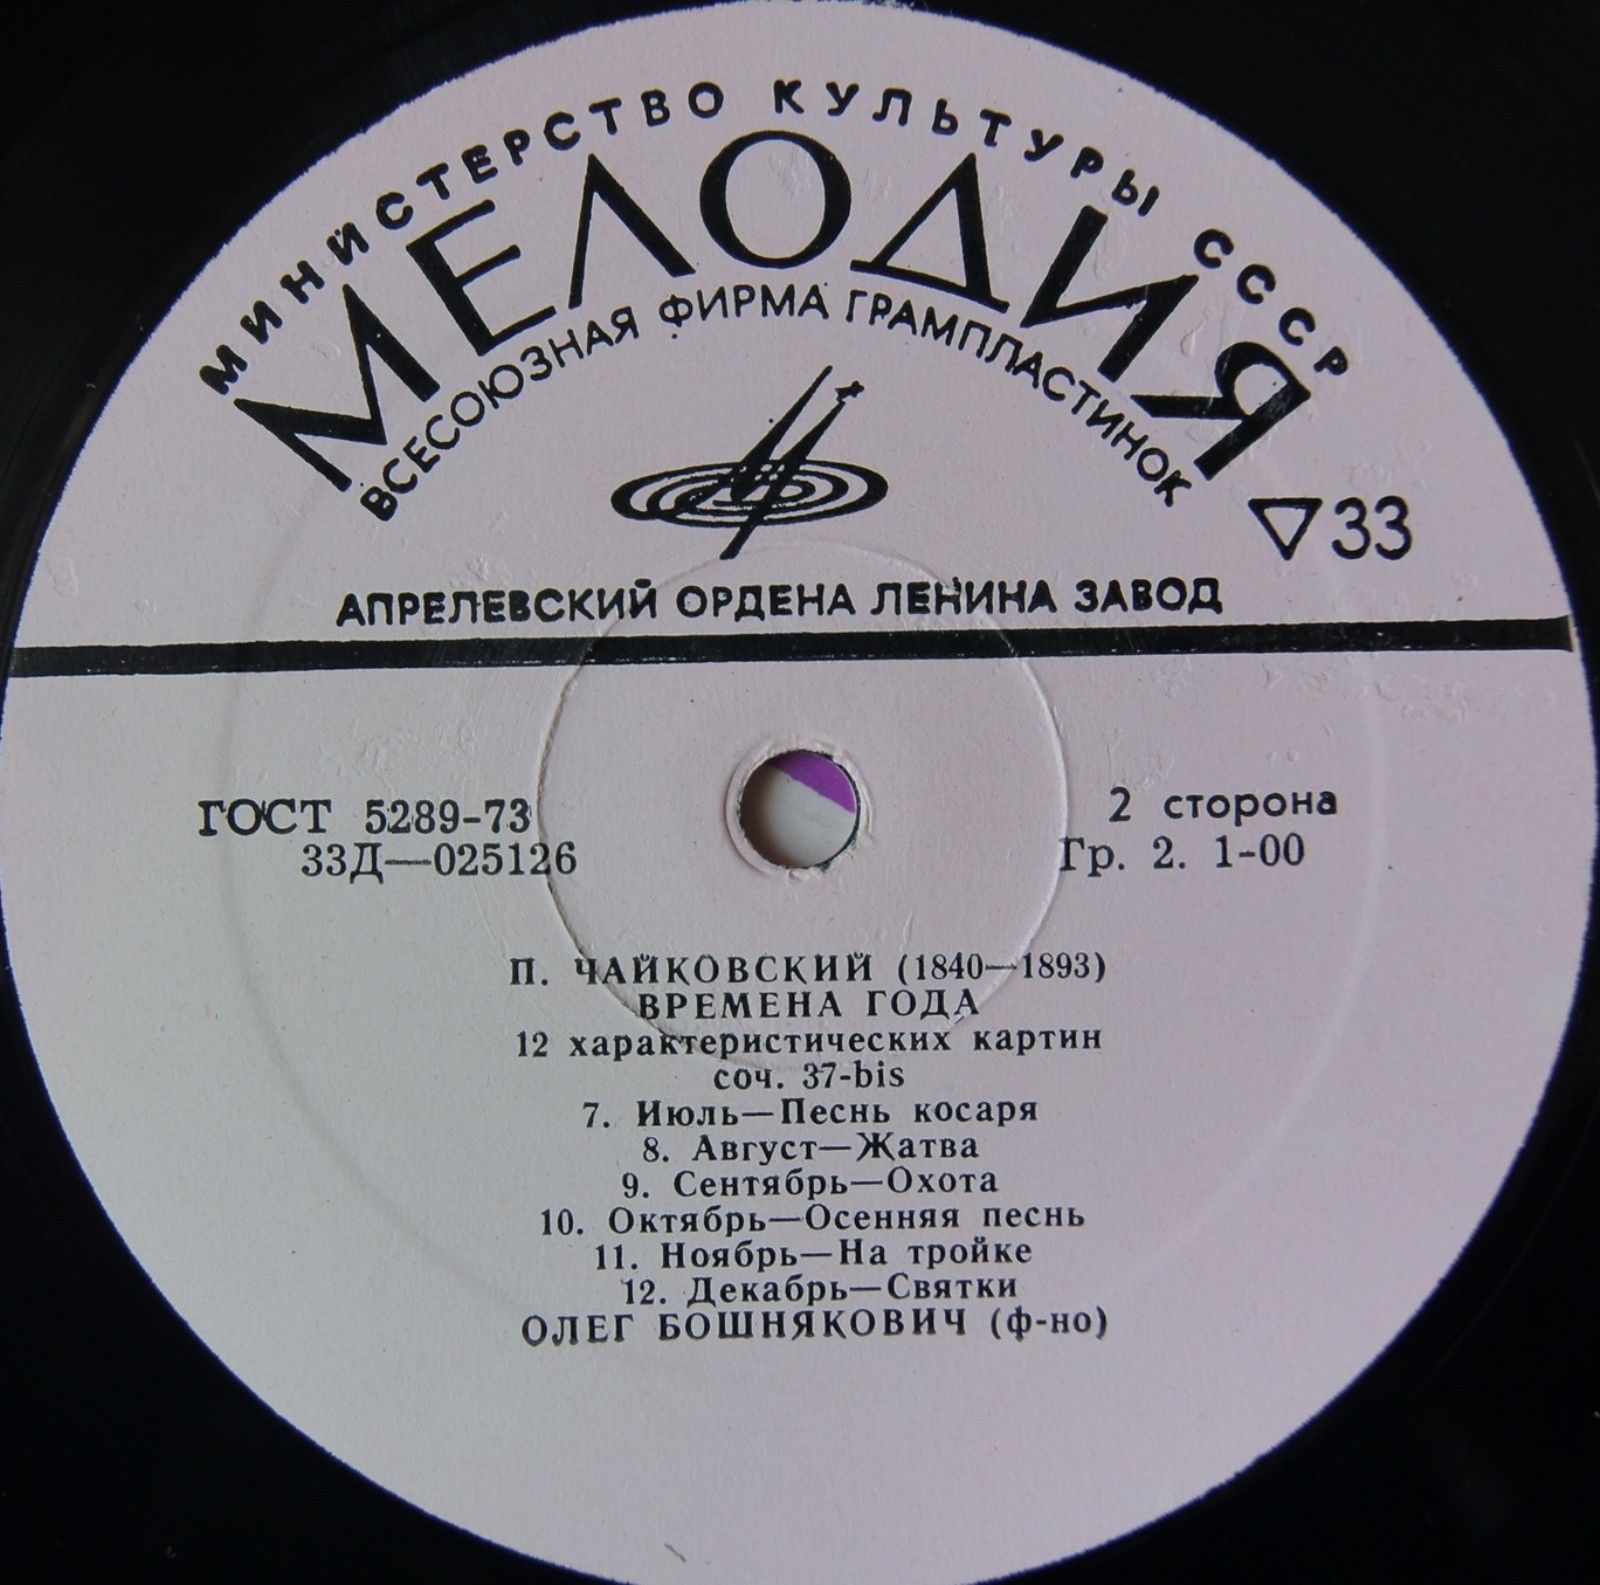 МИНИСТЕРСТВО КУЛЬТУРЫ СССР
МЕЛОДИЯ
ВСЕСОЮЗНАЯ ФИРМА ГРАМПЛАСТИНОК
▽33
АПРЕЛЕВСКИЙ ОРДЕНА ЛЕНИНА ЗАВОД
ГОСТ 5289-73
2 сторона
33Д—025126
Гр. 2. 1-00
П. ЧАЙКОВСКИЙ (1840—1893)
ВРЕМЕНА ГОДА
12 характеристических картин
соч. 37-bis
7. Июль—Песнь косаря
8. Август—Жатва
9. Сентябрь—Охота
10. Октябрь—Осенняя песнь
11. Ноябрь—На тройке
12. Декабрь—Святки
ОЛЕГ БОШНЯКОВИЧ (ф-но)